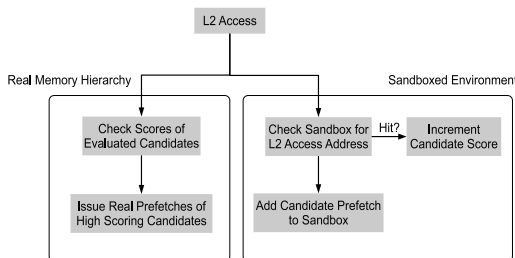 L2 Access
Real Memory Hierarchy
Sandboxed Environment
Check Scores of
Evaluated Candidates
Issue Real Prefetches of
High Scoring Candidates
Check Sandbox for
L2 Access Address
Hit?
Increment
Candidate Score
Add Candidate Prefetch
to Sandbox